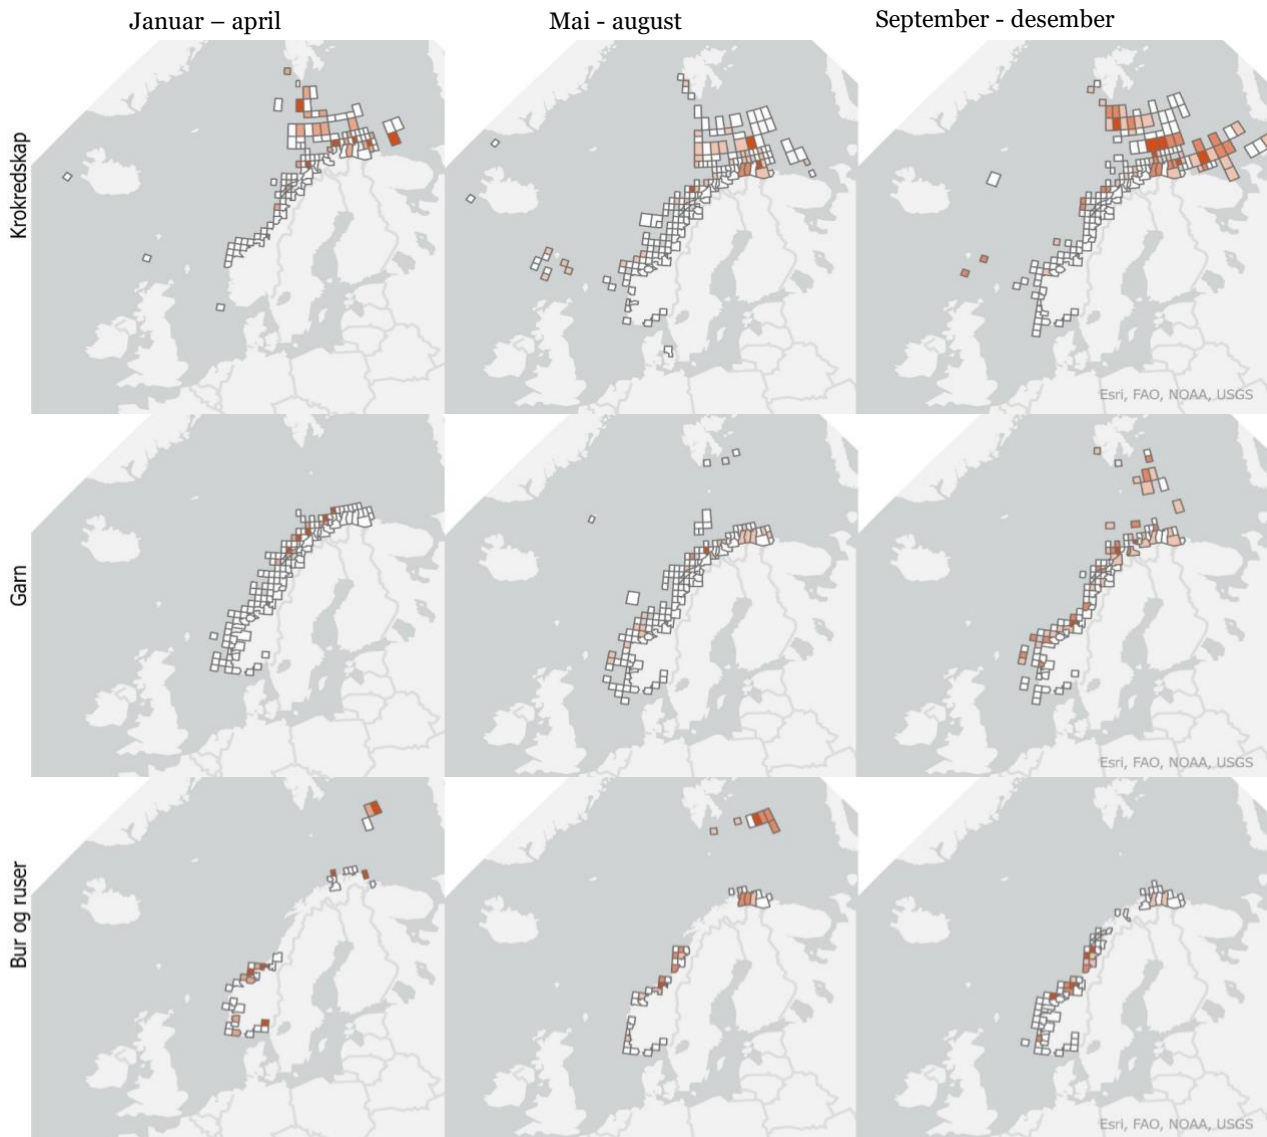 Januar – april
Mai - august
September - desember
Krokredskap
Esri, FAO, NOAA, USGS
Garn
Esri, FAO, NOAA, USGS
Bur og ruser
Esri, FAO, NOAA, USGS